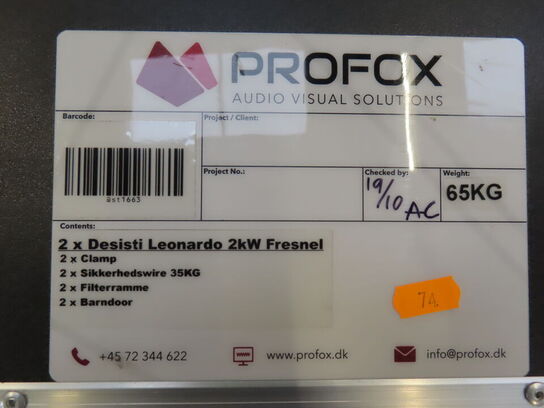 PROFOX
AUDIO VISUAL SOLUTIONS
Barcode:
Project / Client:
ast1663
Project No.:
Checked by:
19/10 AC
Weight:
65KG
Contents:
2 x Desisti Leonardo 2kW Fresnel
2 x Clamp
2 x Sikkerhedswire 35KG
2 x Filterramme
2 x Barndoor
74
+45 72 344 622
www
www.profox.dk
info@profox.dk